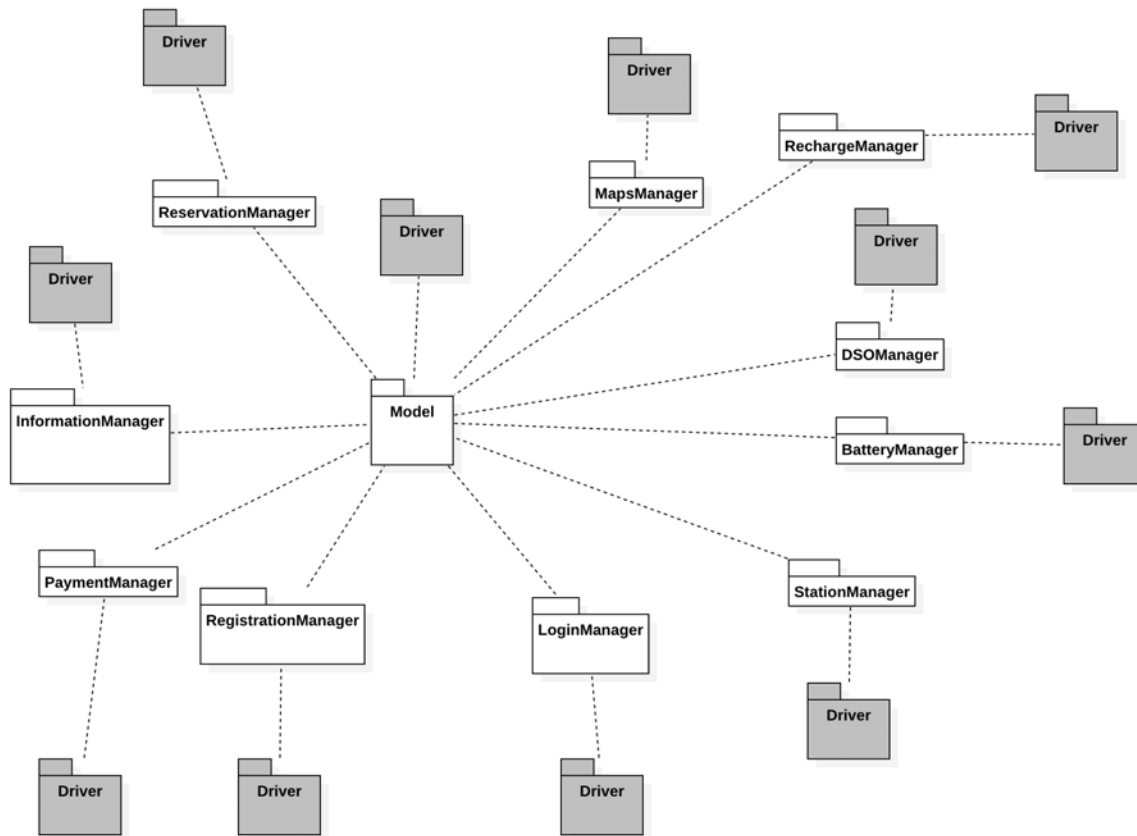 Driver
Driver
Driver
RechargeManager
Driver
MapsManager
ReservationManager
Driver
Driver
Driver
DSOManager
InformationManager
Model
BatteryManager
Driver
PaymentManager
RegistrationManager
LoginManager
StationManager
Driver
Driver
Driver
Driver